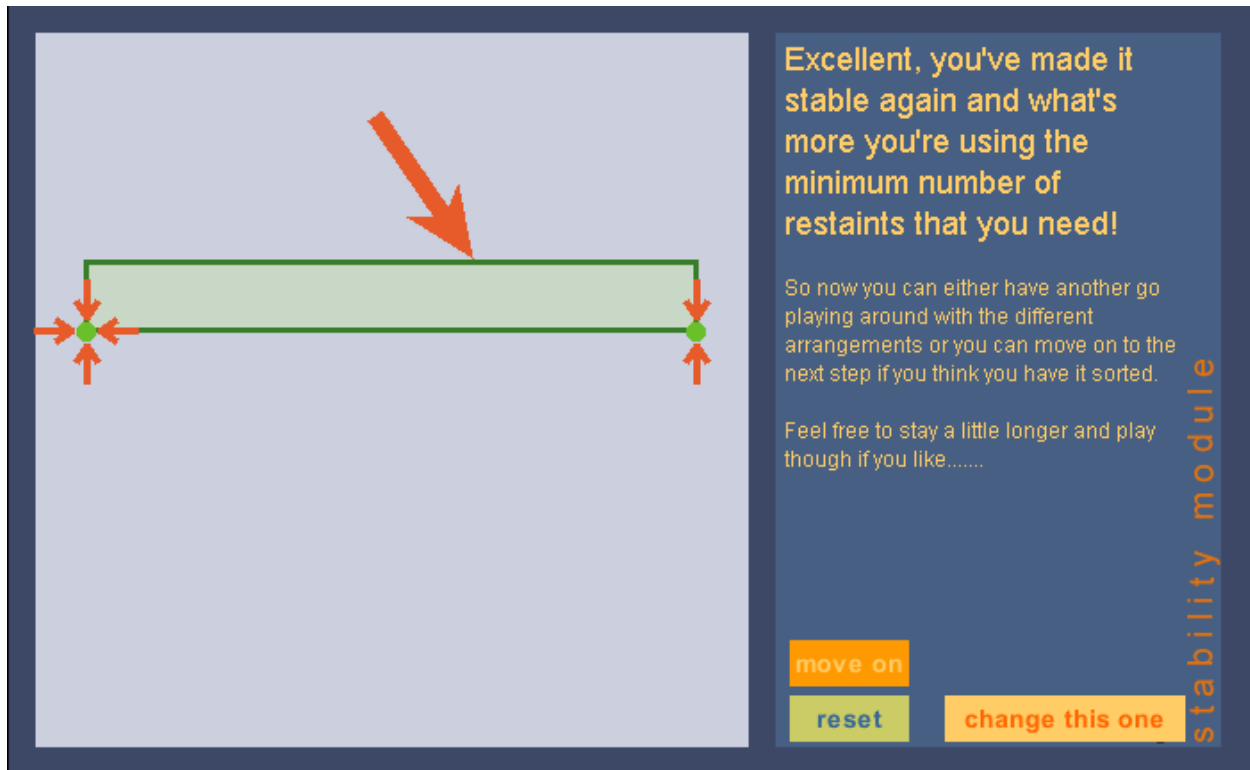 Excellent, you've made it
stable again and what's
more you're using the
minimum number of
restaints that you need!
So now you can either have another go
playing around with the different
arrangements or you can move on to the
next step if you think you have it sorted.
Feel free to stay a little longer and play
though if you like.......
stability module
move on
reset
change this one